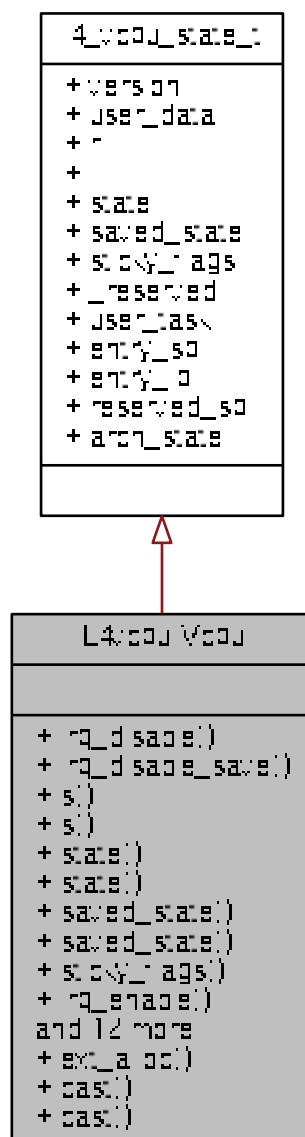 l4_vcpu_state_t
+ version
+ user_data
+ r
+
+ state
+ saved_state
+ sticky_flags
+ _reserved
+ user_task
+ entry_sp
+ entry_ip
+ reserved_sp
+ arch_state
L4vcpu::Vcpu
+ irq_disable()
+ irq_disable_save()
+ s()
+ s()
+ state()
+ state()
+ saved_state()
+ saved_state()
+ sticky_flags()
+ irq_enable()
and 12 more...
+ ext_alloc()
+ cast()
+ cast()